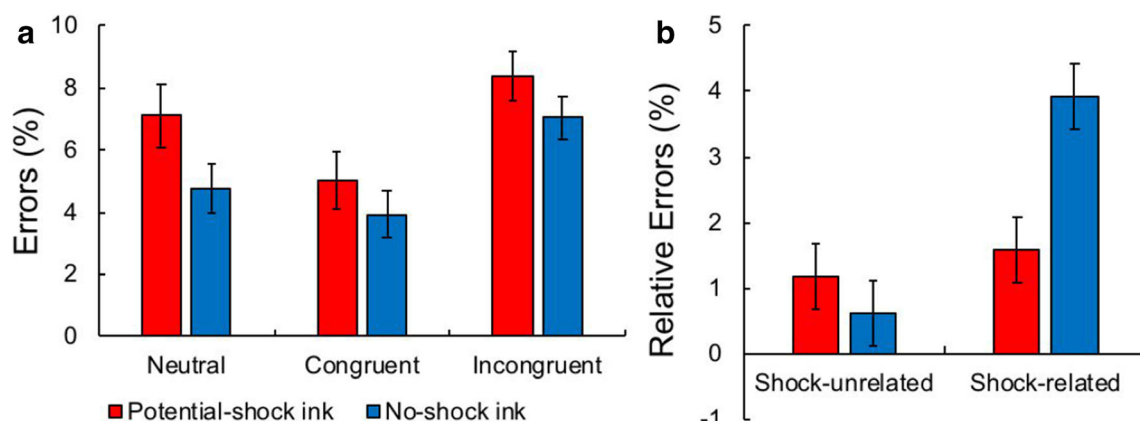 a
Errors (%)
10
8
6
4
2
0
Neutral Congruent Incongruent
Potential-shock ink No-shock ink
b
Relative Errors (%)
5
4
3
2
1
0
-1
Shock-unrelated Shock-related